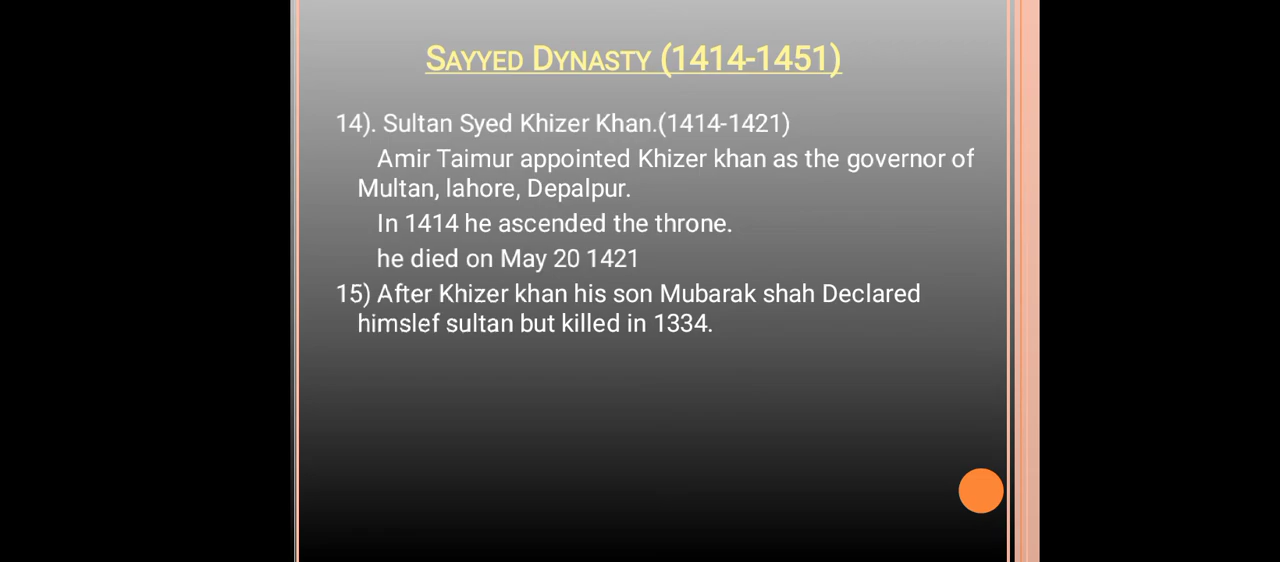 SAYYED DYNASTY (1414-1451)
14). Sultan Syed Khizer Khan.(1414-1421)
Amir Taimur appointed Khizer khan as the governor of
Multan, lahore, Depalpur.
In 1414 he ascended the throne.
he died on May 20 1421
15) After Khizer khan his son Mubarak shah Declared
himslef sultan but killed in 1334.